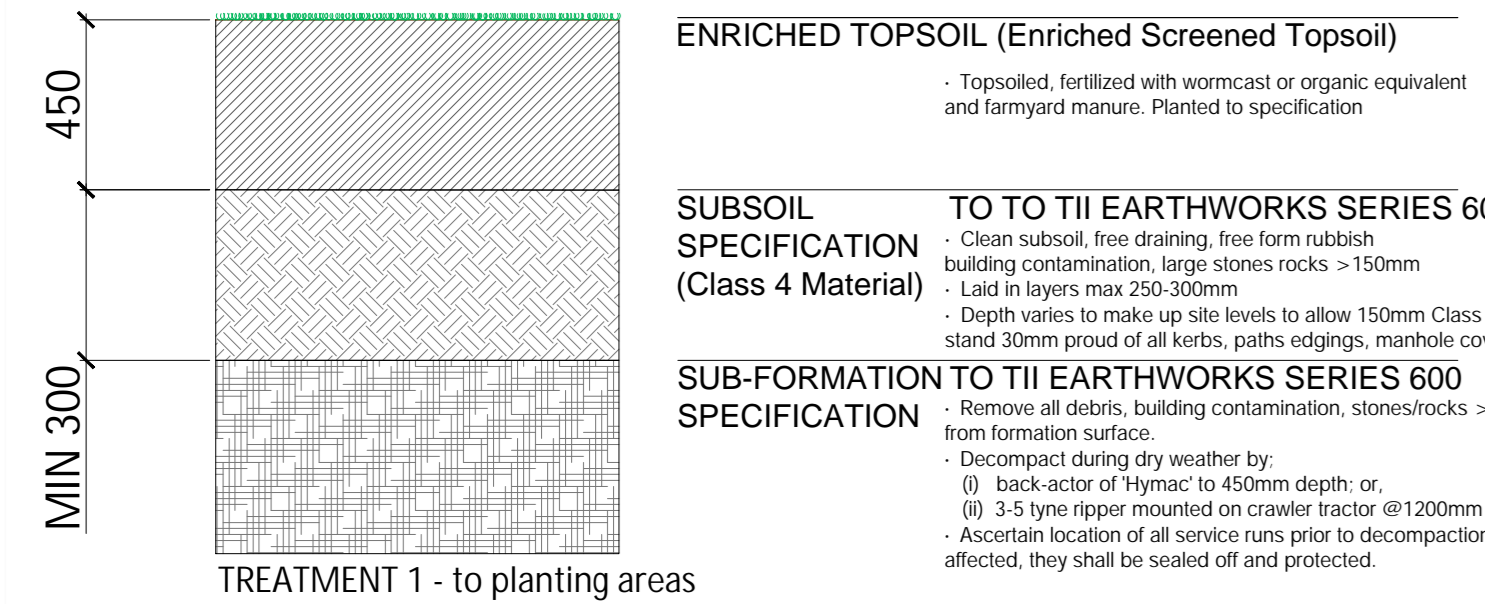 450
MIN 300
ENRICHED TOPSOIL (Enriched Screened Topsoil)
· Topsoiled, fertilized with wormcast or organic equivalent
and farmyard manure. Planted to specification
SUBSOIL
SPECIFICATION
(Class 4 Material)
TO TO TII EARTHWORKS SERIES
· Clean subsoil, free draining, free form rubbish
building contamination, large stones rocks >150mm
· Laid in layers max 250-300mm
· Depth varies to make up site levels to allow 150mm Class
stand 30mm proud of all kerbs, paths edgings, manhole
SUB-FORMATION
SPECIFICATION
TO TII EARTHWORKS SERIES 600
· Remove all debris, building contamination, stones/rocks >
from formation surface.
· Decompact during dry weather by;
(i) back-actor of 'Hymac' to 450mm depth; or,
(ii) 3-5 tyne ripper mounted on crawler tractor @1200mm
· Ascertain location of all service runs prior to decompaction
affected, they shall be sealed off and protected.
TREATMENT 1 - to planting areas